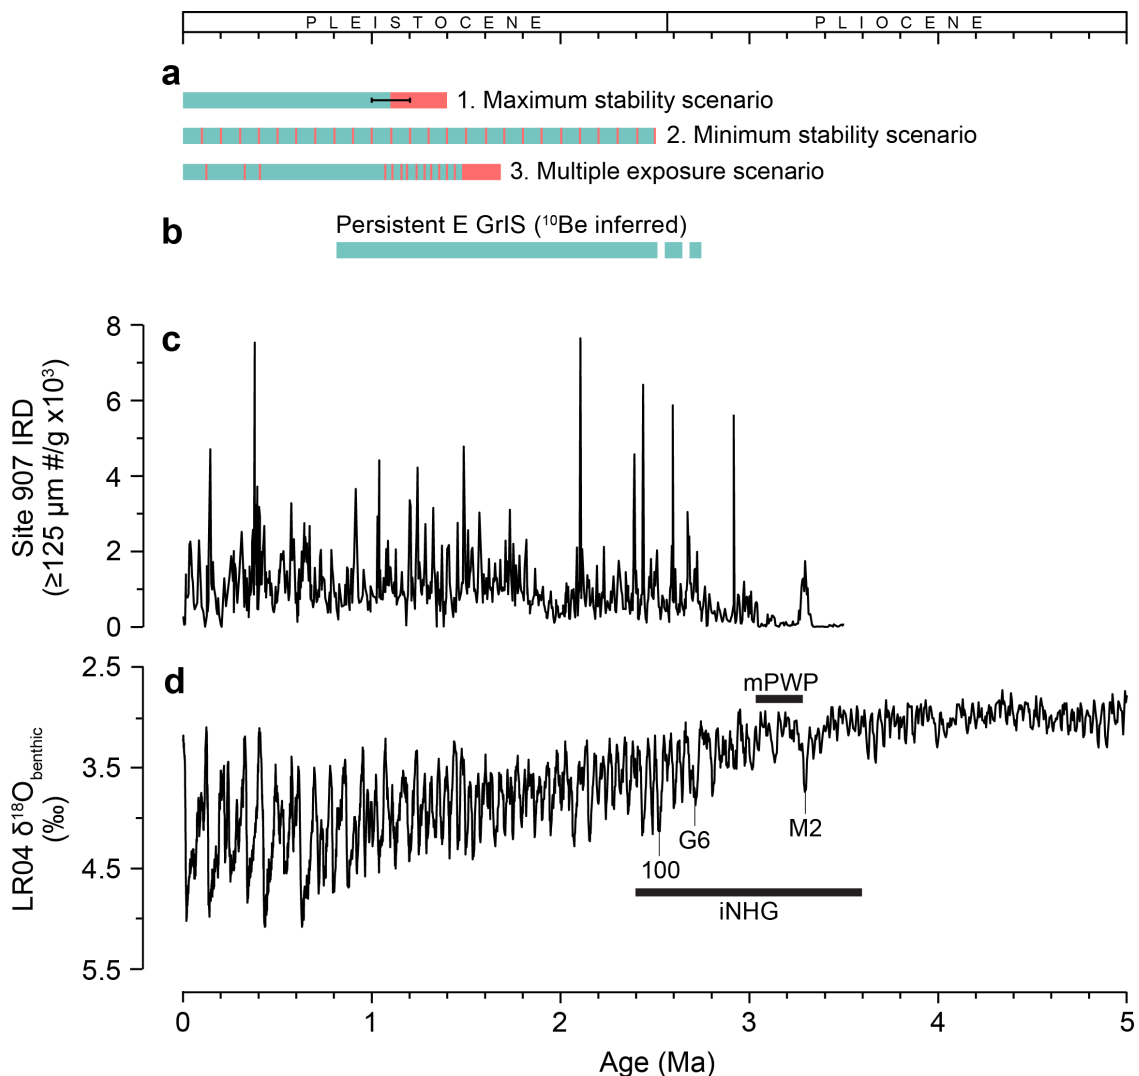 P L E I S T O C E N E
P L I O C E N E
a
1. Maximum stability scenario
2. Minimum stability scenario
3. Multiple exposure scenario
b
Persistent E GrIS (¹⁰Be inferred)
c
Site 907 IRD
(≥125 µm #/g x10³)
8
6
4
2
0
d
LR04 δ¹⁸O benthic
(‰)
2.5
3.5
4.5
5.5
mPWP
M2
G6
100
iNHG
0 1 2 3 4 5
Age (Ma)